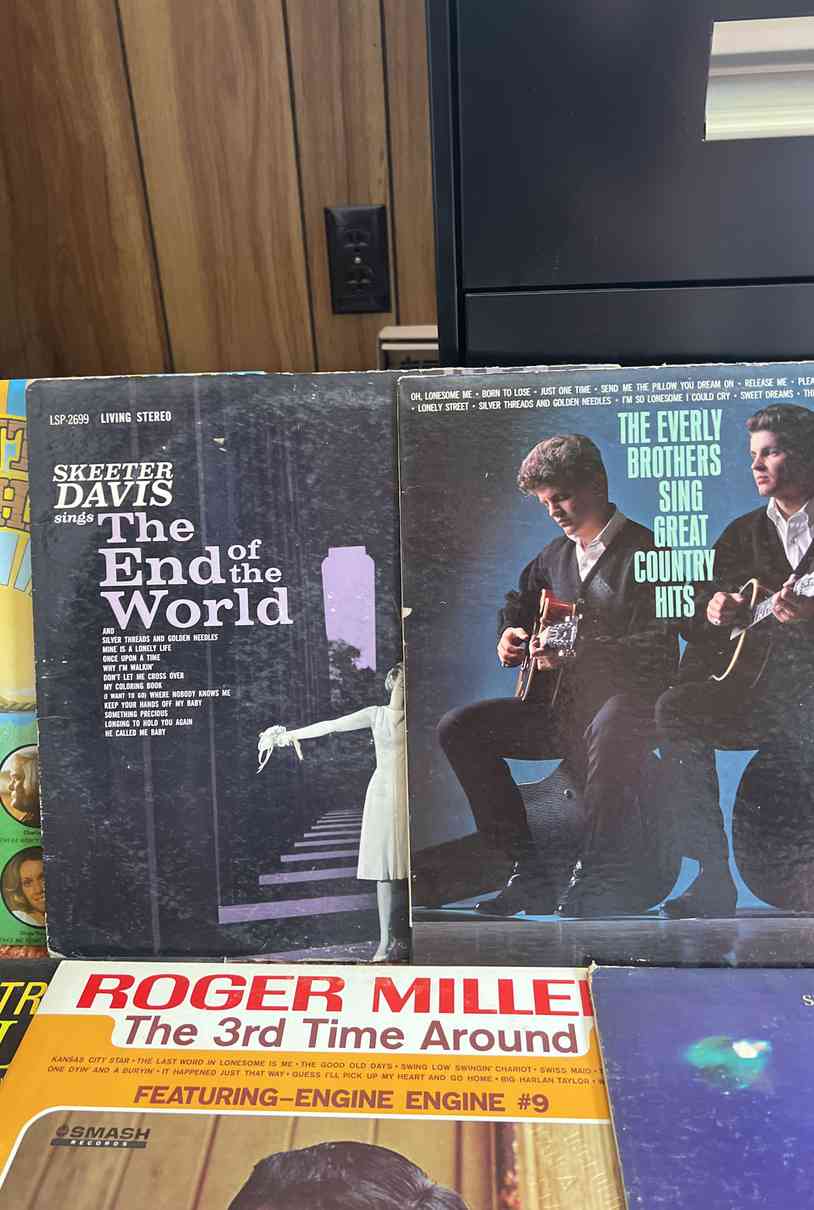 LSP-2699 LIVING STEREO
SKEETER
DAVIS
sings The
End of the
World
AND
SILVER THREADS AND GOLDEN NEEDLES
MINE IS A LONELY LIFE
ONCE UPON A TIME
WHY I'M WALKIN'
DON'T LET ME CROSS OVER
MY COLORING BOOK
(I WANT TO GO) WHERE NOBODY KNOWS ME
KEEP YOUR HANDS OFF MY BABY
SOMETHING PRECIOUS
LONGING TO HOLD YOU AGAIN
HE CALLED ME BABY
OH, LONESOME ME • BORN TO LOSE • JUST ONE TIME • SEND ME THE PILLOW YOU DREAM ON • RELEASE ME • PLEA
• LONELY STREET • SILVER THREADS AND GOLDEN NEEDLES • I'M SO LONESOME I COULD CRY • SWEET DREAMS • TH
THE EVERLY
BROTHERS
SING
GREAT
COUNTRY
HITS
ROGER MILLE
The 3rd Time Around
KANSAS CITY STAR • THE LAST WORD IN LONESOME IS ME • THE GOOD OLD DAYS • SWING LOW SWINGIN' CHARIOT • SWISS MAID •
ONE DYIN' AND A BURYIN' • IT HAPPENED JUST THAT WAY • GUESS I'LL PICK UP MY HEART AND GO HOME • BIG HARLAN TAYLOR •
FEATURING–ENGINE ENGINE #9
SMASH
RECORDS
TR
T